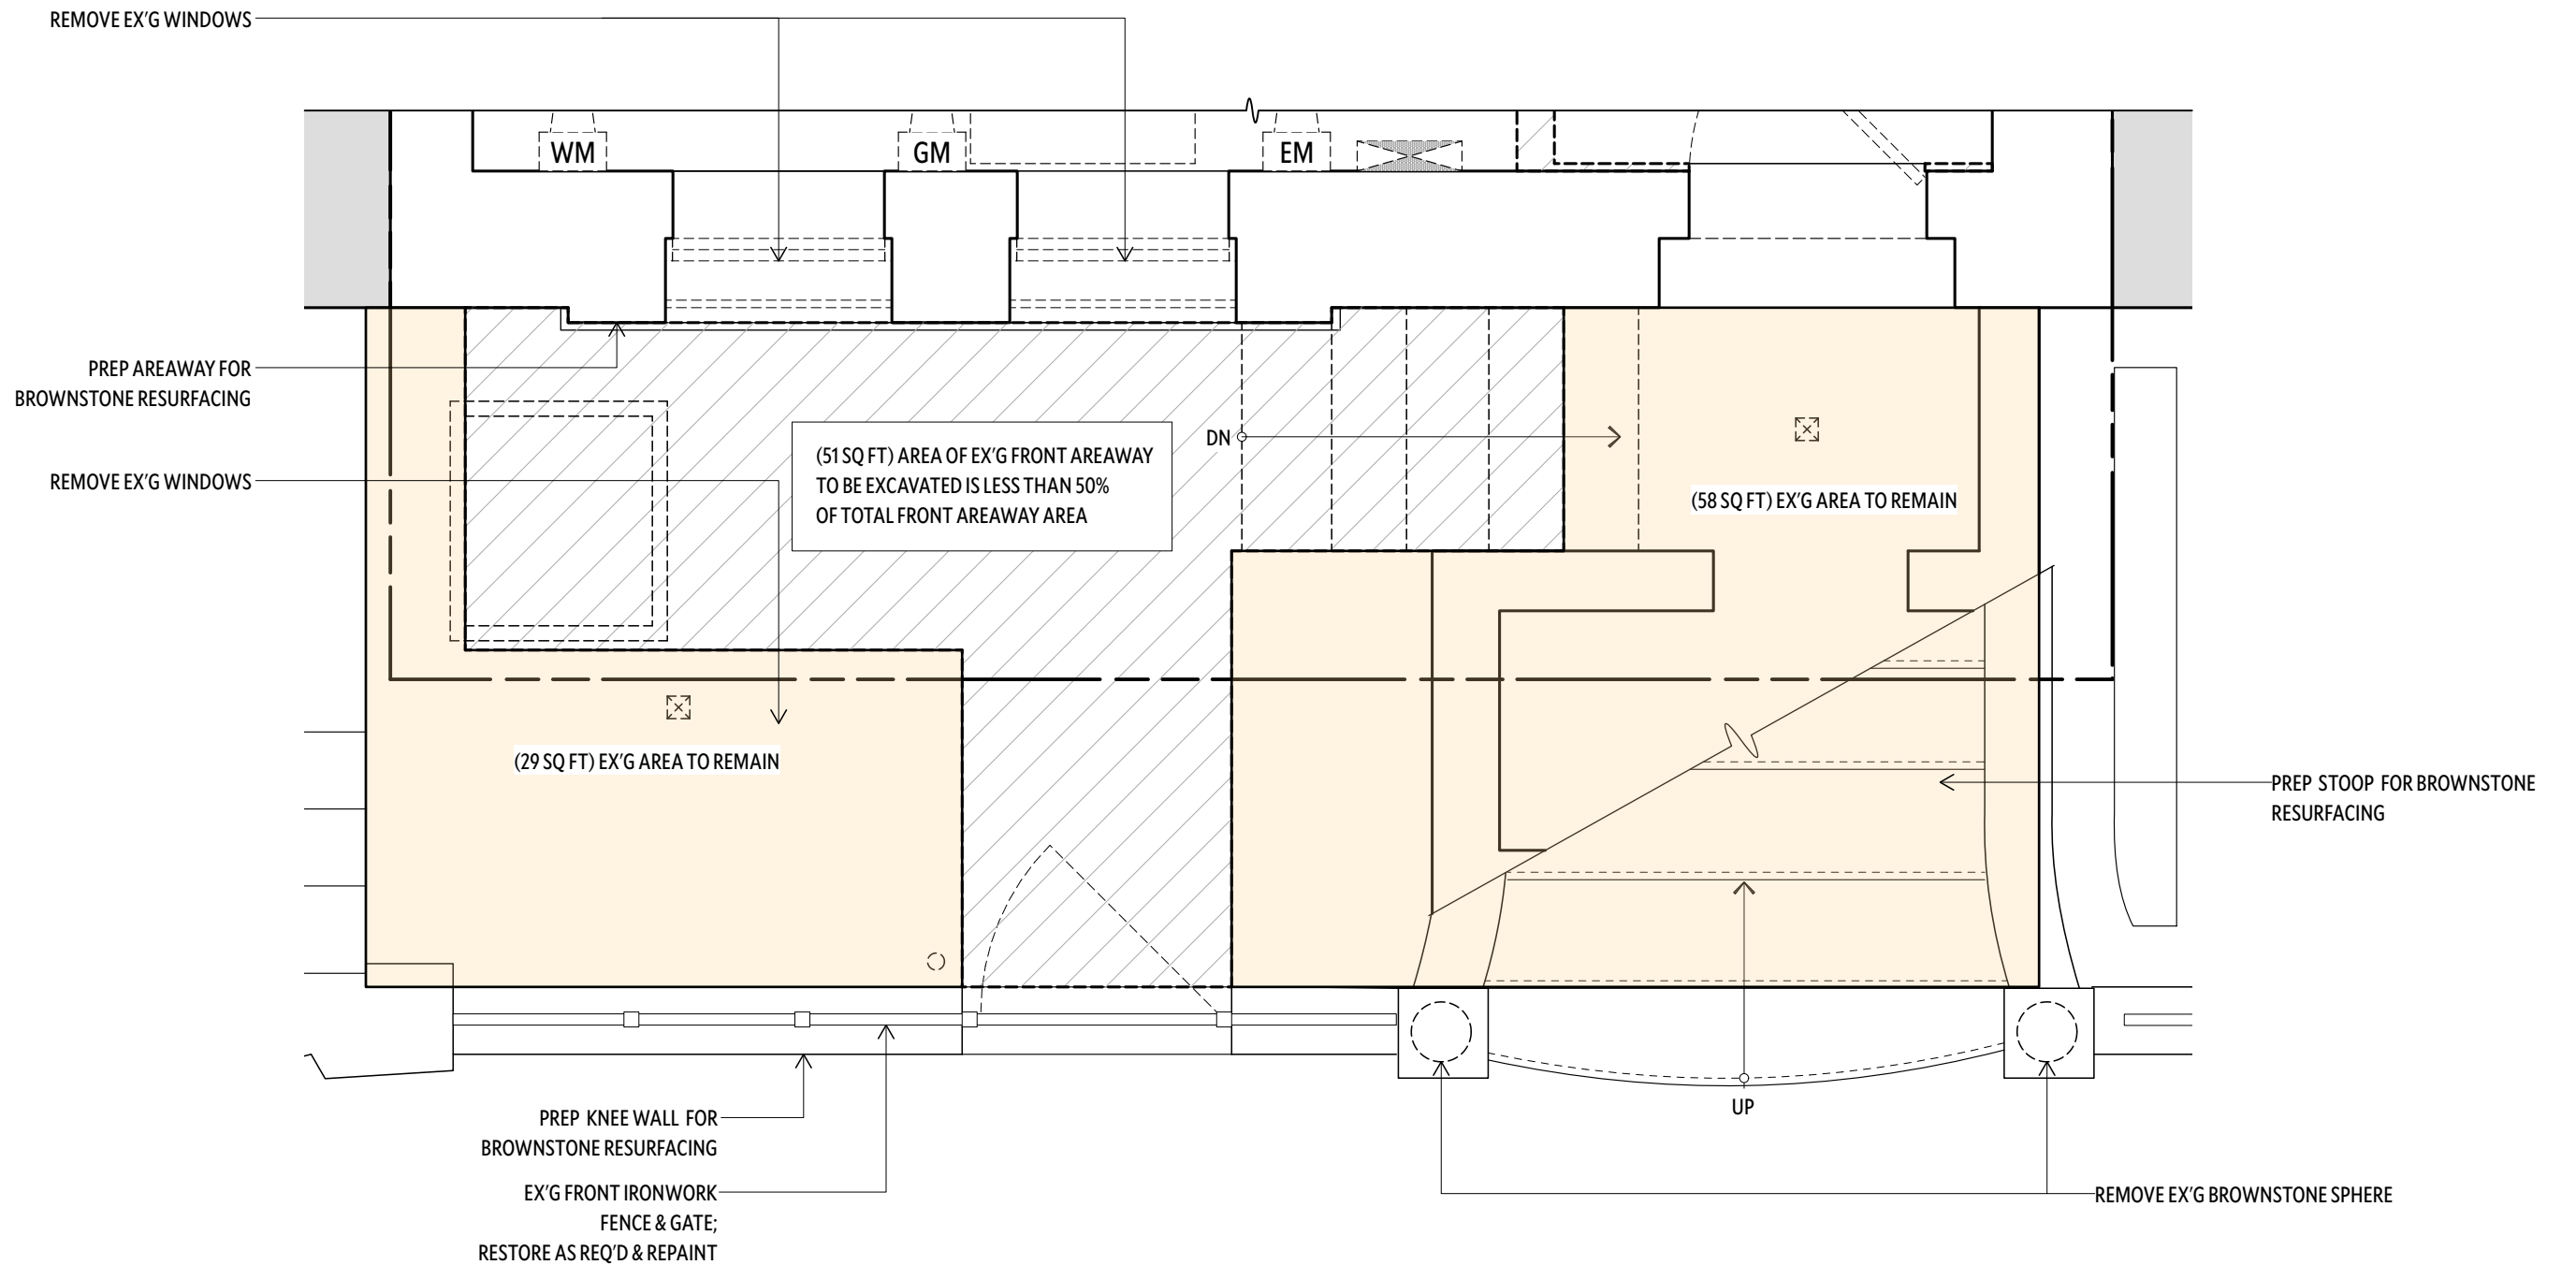 REMOVE EX'G WINDOWS
WM
GM
EM
PREP AREAWAY FOR
BROWNSTONE RESURFACING
(51 SQ FT) AREA OF EX'G FRONT AREAWAY
TO BE EXCAVATED IS LESS THAN 50%
OF TOTAL FRONT AREAWAY AREA
DN
REMOVE EX'G WINDOWS
(58 SQ FT) EX'G AREA TO REMAIN
(29 SQ FT) EX'G AREA TO REMAIN
PREP STOOP FOR BROWNSTONE
RESURFACING
UP
PREP KNEE WALL FOR
BROWNSTONE RESURFACING
EX'G FRONT IRONWORK
FENCE & GATE;
RESTORE AS REQ'D & REPAINT
REMOVE EX'G BROWNSTONE SPHERE